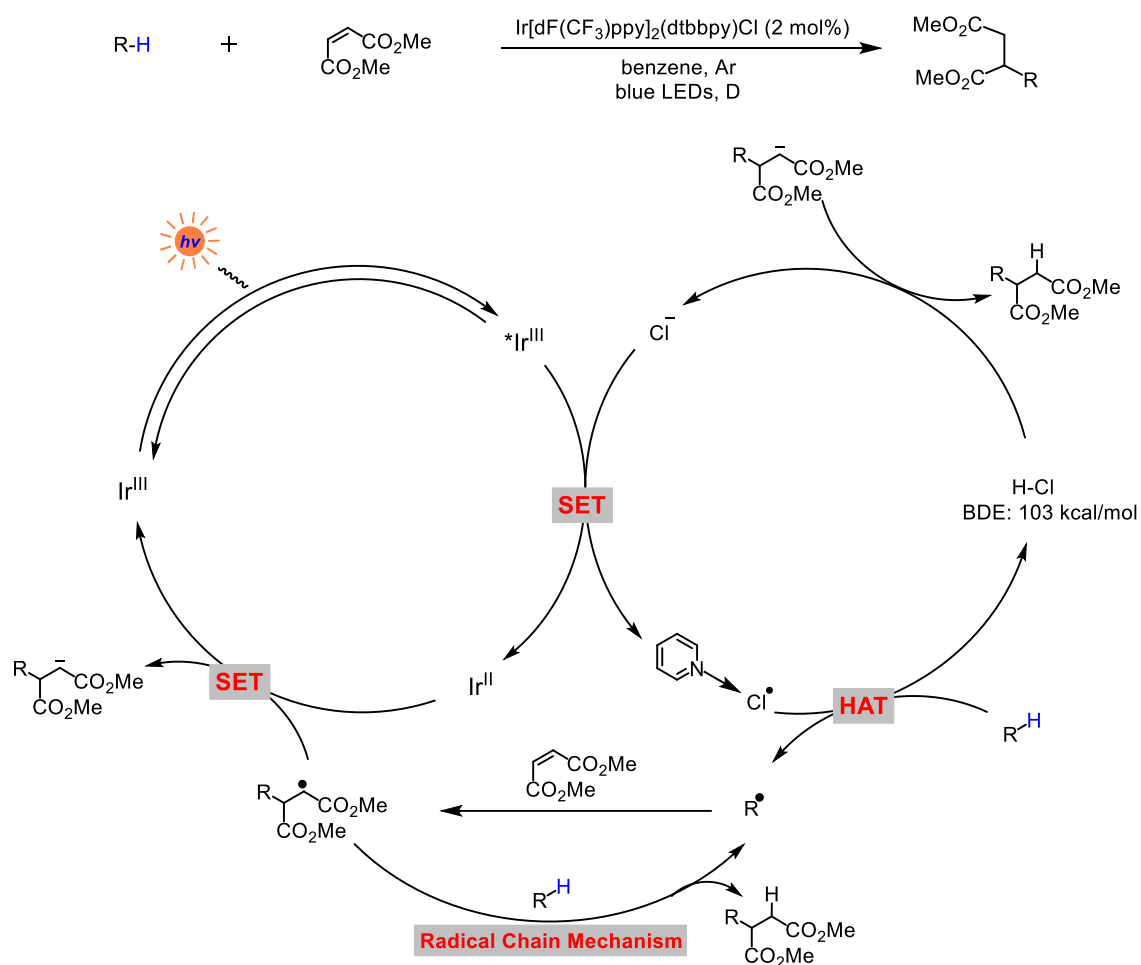 R-H + CO₂Me Ir[dF(CF₃)ppy]₂(dtbbpy)Cl (2 mol%) MeO₂C
CO₂Me benzene, Ar MeO₂C R
blue LEDs, D
R – CO₂Me
CO₂Me
hv
H
R CO₂Me
CO₂Me
*Irᴵᴵᴵ Cl⁻
Irᴵᴵᴵ
SET
H-Cl
BDE: 103 kcal/mol
R – CO₂Me
CO₂Me
SET
Irᴵᴵ
N
Cl•
HAT
R-H
CO₂Me
CO₂Me
R • CO₂Me
CO₂Me
R•
R-H
H
R CO₂Me
CO₂Me
Radical Chain Mechanism